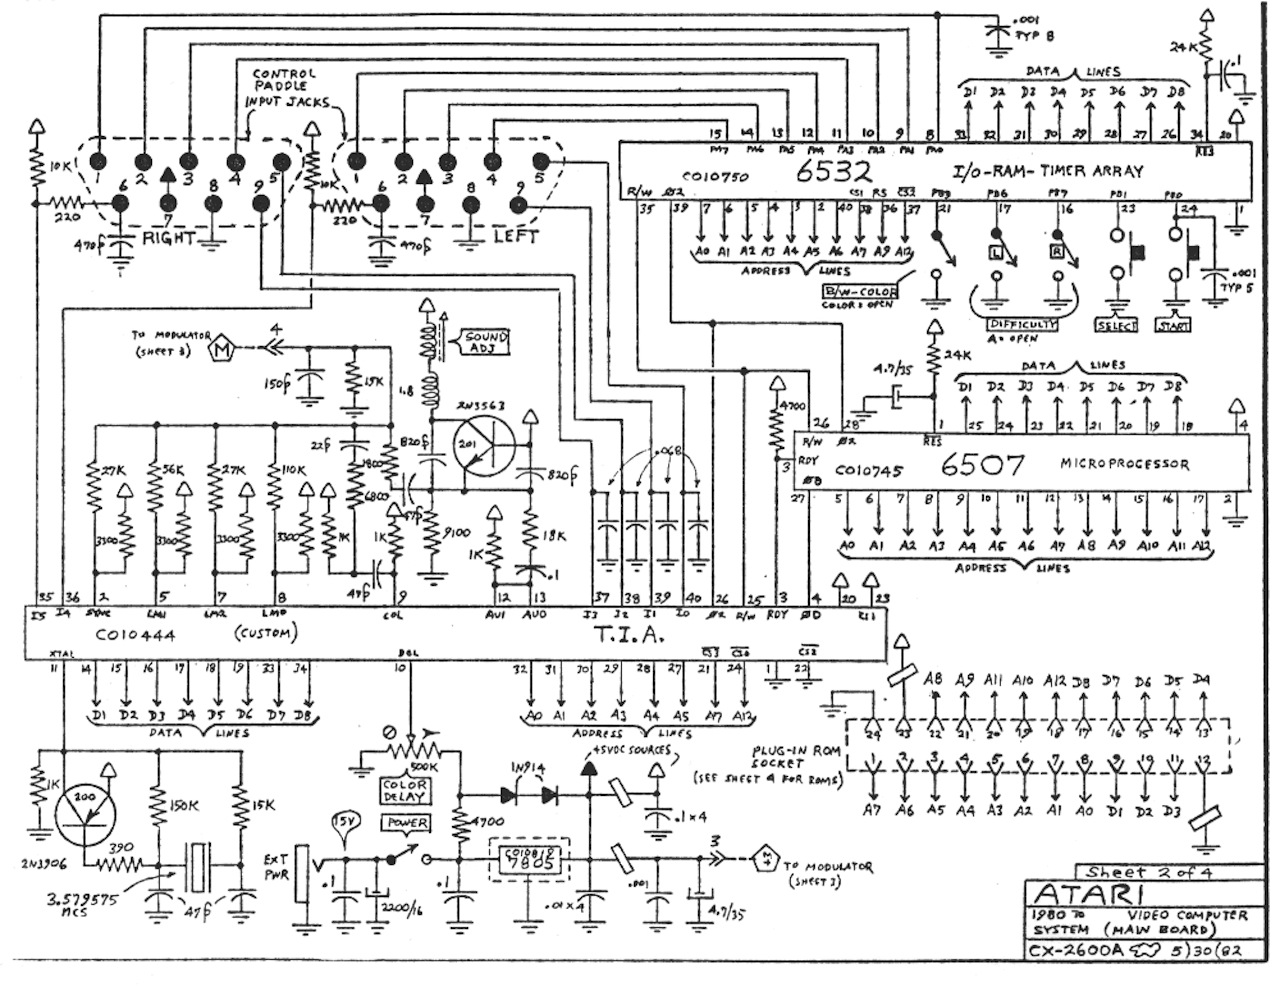 .001
TYP 8
24K
.1
CONTROL
PADDLE
INPUT JACKS
DATA LINES
D1 D2 D3 D4 D5 D6 D7 D8
15 14 13 12 11 10 9 8 33 32 31 30 29 28 27 26 34 20
PA7 PA6 PA5 PA4 PA3 PA2 PA1 PA0
CO10750 6532 I/O-RAM-TIMER ARRAY
R/W Ø2 CS1 RS CS2 PB3 PB6 PB7 PB1 PB0
35 39 7 6 5 4 3 2 40 38 36 37 21 17 16 23 24 1
A0 A1 A2 A3 A4 A5 A6 A7 A9 A12
ADDRESS LINES
10K
220
470p
2 3 4 5
6 7 8 9
RIGHT
10K
220
470p
2 3 4 5
6 7 8 9
LEFT
B/W-COLOR
COLOR = OPEN
L
R
DIFFICULTY
A = OPEN
SELECT
START
.001
TYP 5
TO MODULATOR
(SHEET 3)
M
4
150p
15K
SOUND
ADJ
1.8
2N3563
201
820p
820p
24K
4.7/35
4700
DATA LINES
D1 D2 D3 D4 D5 D6 D7 D8
26 28 1 25 24 23 22 21 20 19 18 4
R/W Ø2 RES
3 RDY
CO10745 6507 MICROPROCESSOR
27 5 6 7 8 9 10 11 12 13 14 15 16 17 2
A0 A1 A2 A3 A4 A5 A6 A7 A8 A9 A10 A11 A12
ADDRESS LINES
27K
56K
27K
110K
22p
1800
6800
47p
3300
3300
3300
3300
1K
1K
47p
9100
1K
18K
.1
.068
35 36 2 5 7 8 9 12 13 37 38 39 40 26 25 3 4 20 23
I5 I4 SYNC LM1 LM2 LM0 COL AU1 AU0 I3 I2 I1 I0 Ø2 R/W RDY ØO
CO10444 (CUSTOM) T.I.A.
XTAL DEL CS3 CS0 CS2
11 14 15 16 17 18 19 33 34 10 32 31 30 29 28 27 21 24 1 22
D1 D2 D3 D4 D5 D6 D7 D8
DATA LINES
A0 A1 A2 A3 A4 A5 A7 A12
ADDRESS LINES
+5VDC SOURCES
PLUG-IN ROM
SOCKET
(SEE SHEET 4 FOR ROMS)
A8 A9 A11 A10 A12 D8 D7 D6 D5 D4
24 23 22 21 20 19 18 17 16 15 14 13
1 2 3 4 5 6 7 8 9 10 11 12
A7 A6 A5 A4 A3 A2 A1 A0 D1 D2 D3
1K
200
2N3906
390
150K
15K
3.579575
MCS
47p
500K
COLOR
DELAY
1N914
4700
.1 x 4
15V
POWER
EXT
PWR
.1
2200/16
.1
CO10819
7805
.01 x 4
.001
4.7/35
3
TO MODULATOR
(SHEET 3)
Sheet 2 of 4
ATARI
1980 TO VIDEO COMPUTER
SYSTEM (MAIN BOARD)
CX-2600A 5)30(82